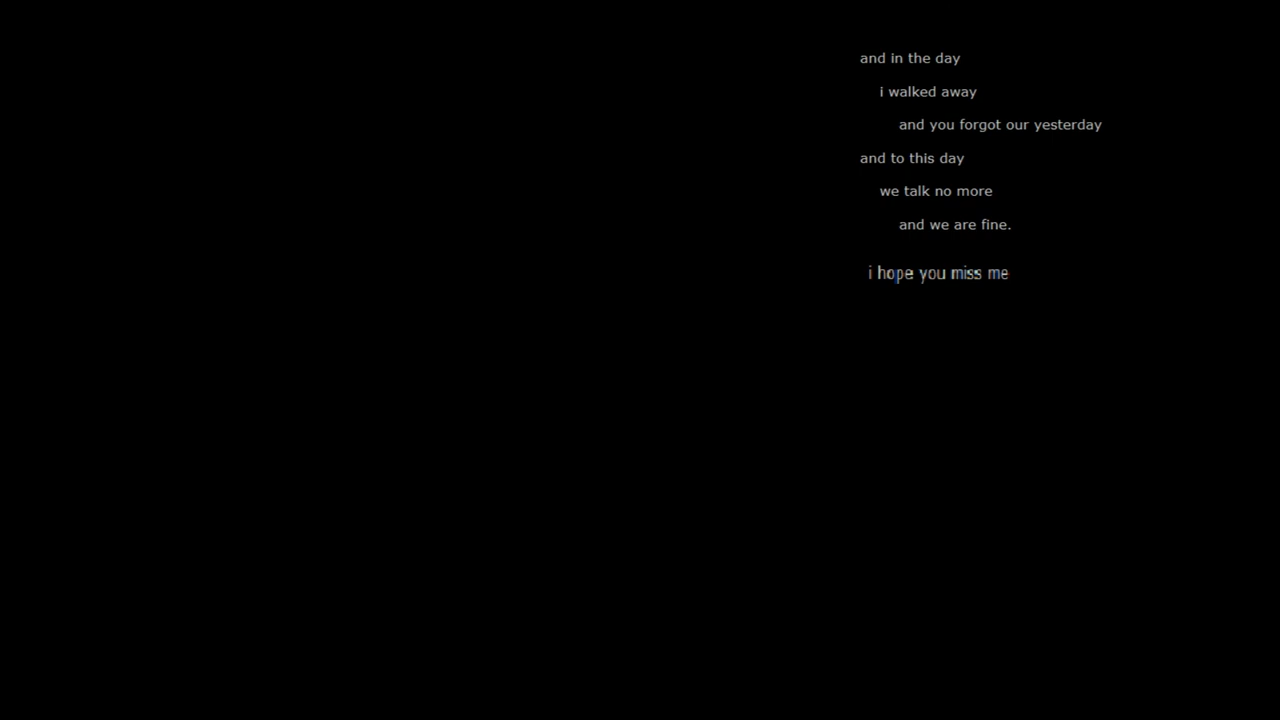 and in the day
i walked away
and you forgot our yesterday
and to this day
we talk no more
and we are fine.
i hope you miss me